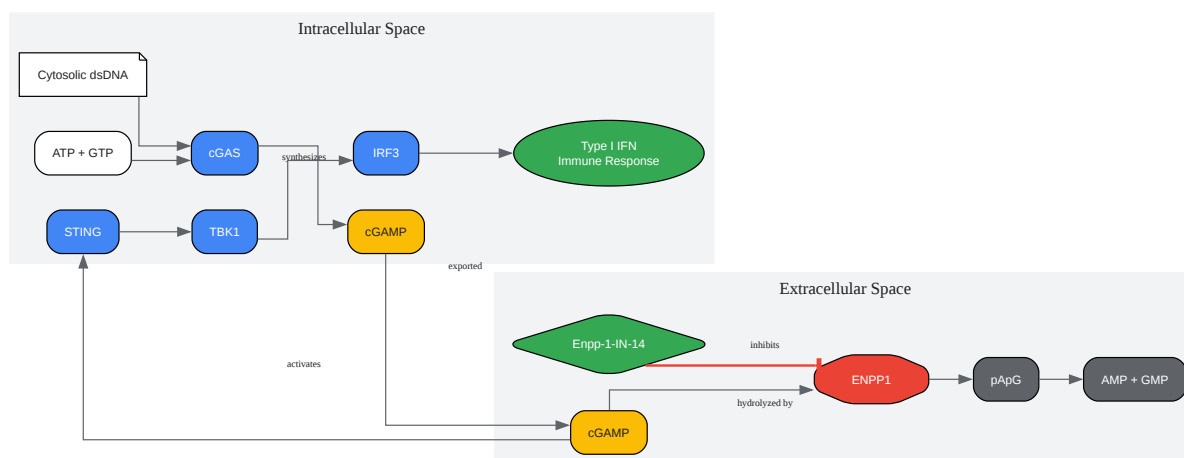 Intracellular Space
Cytosolic dsDNA
ATP + GTP
cGAS
synthesizes
IRF3
Type I IFN
Immune Response
STING
TBK1
cGAMP
exported
Extracellular Space
Enpp-1-IN-14
inhibits
activates
ENPP1
pApG
AMP + GMP
hydrolyzed by
cGAMP